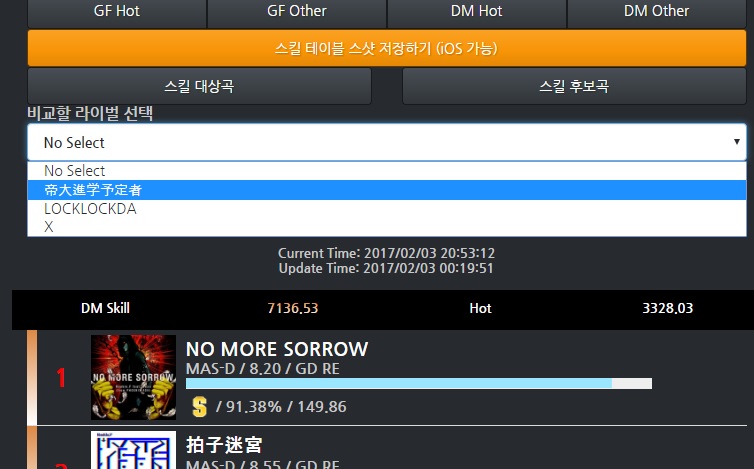 GF Hot GF Other DM Hot DM Other
스킬 테이블 스샷 저장하기 (iOS 가능)
스킬 대상곡 스킬 후보곡
비교할 라이벌 선택
No Select
No Select
帝大進学予定者
LOCKLOCKDA
X
Current Time: 2017/02/03 20:53:12
Update Time: 2017/02/03 00:19:51
DM Skill 7136.53 Hot 3328.03
1
NO MORE SORROW
NO MORE SORROW
MAS-D / 8.20 / GD RE
S / 91.38% / 149.86
拍子迷宮
MAS-D / 8.55 / GD RE